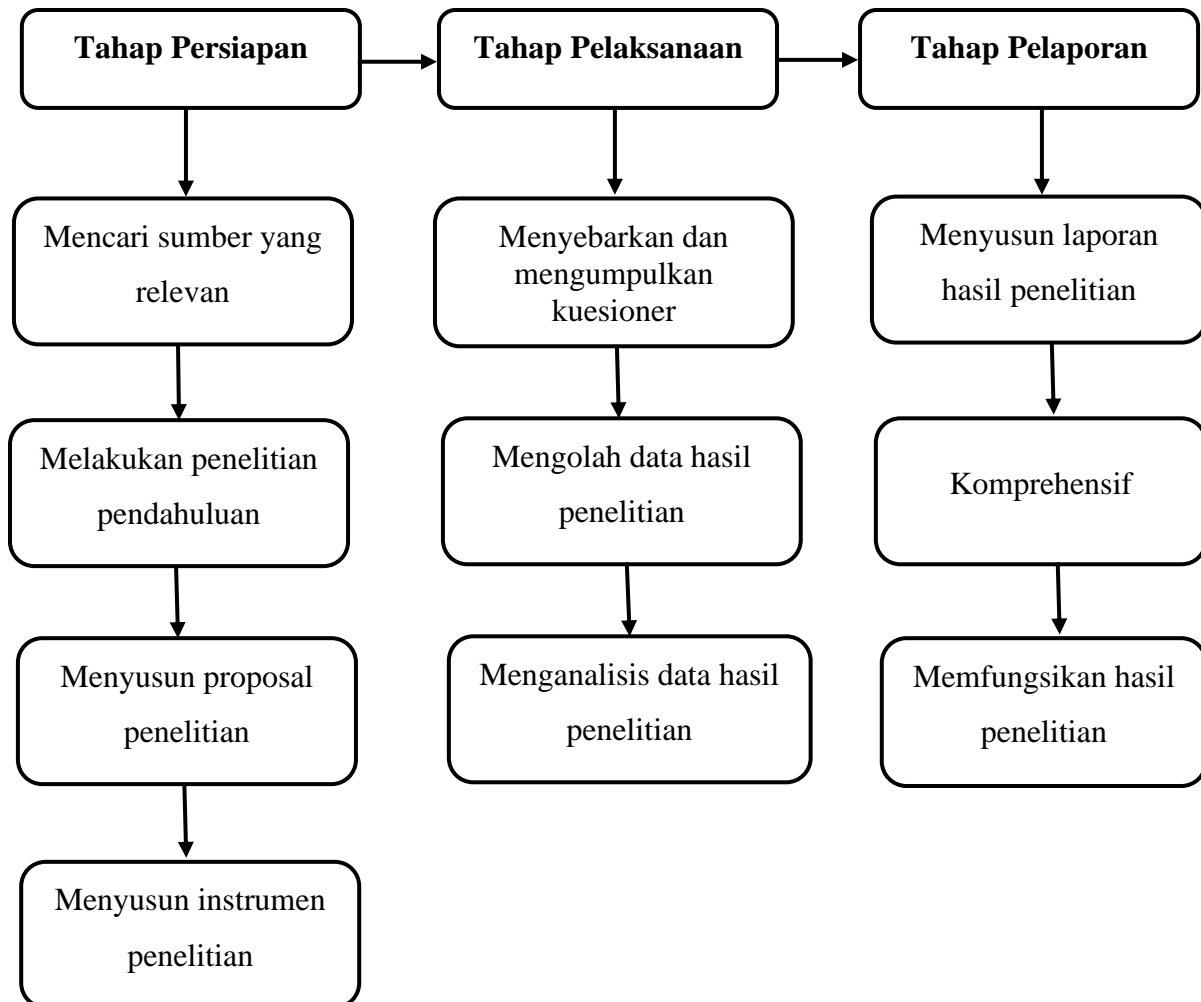 Tahap Persiapan
Tahap Pelaksanaan
Tahap Pelaporan
Mencari sumber yang
relevan
Melakukan penelitian
pendahuluan
Menyusun proposal
penelitian
Menyusun instrumen
penelitian
Menyebarkan dan
mengumpulkan
kuesioner
Mengolah data hasil
penelitian
Menganalisis data hasil
penelitian
Menyusun laporan
hasil penelitian
Komprehensif
Memfungsikan hasil
penelitian